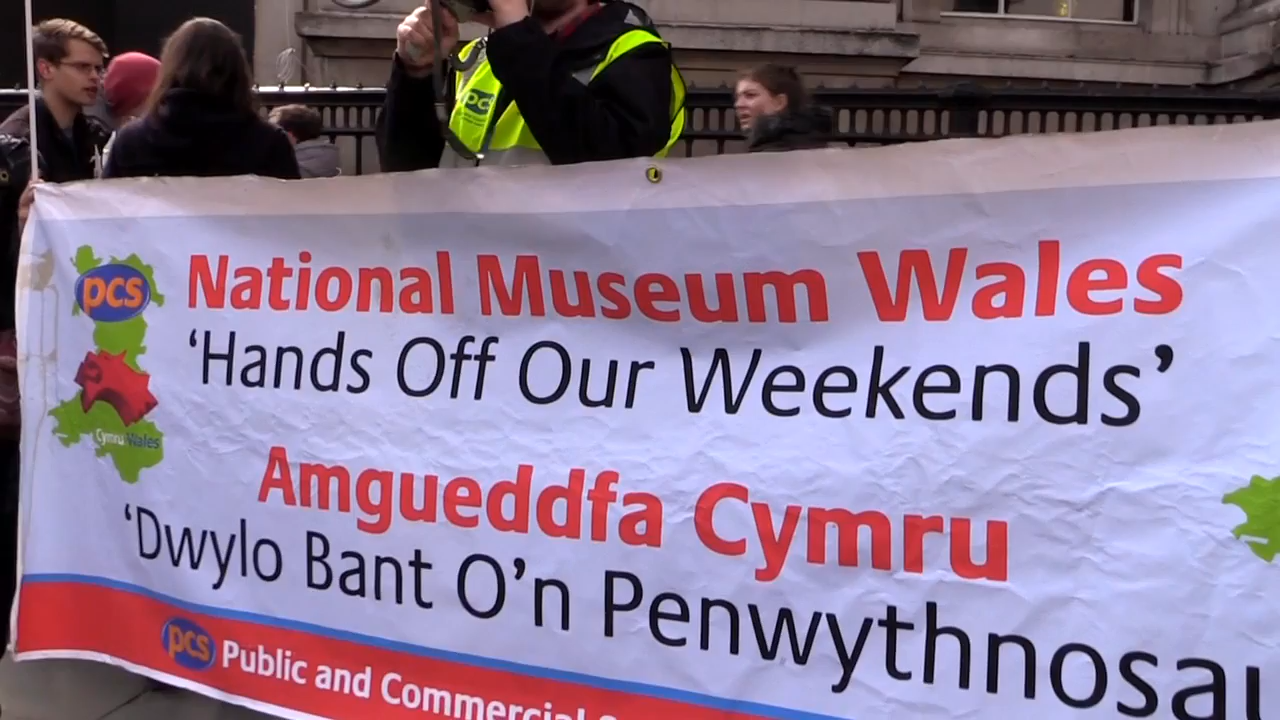 pcs
pcs
National Museum Wales
'Hands Off Our Weekends'
Cymru Wales
Amgueddfa Cymru
'Dwylo Bant O'n Penwythnosau
pcs Public and Commercial